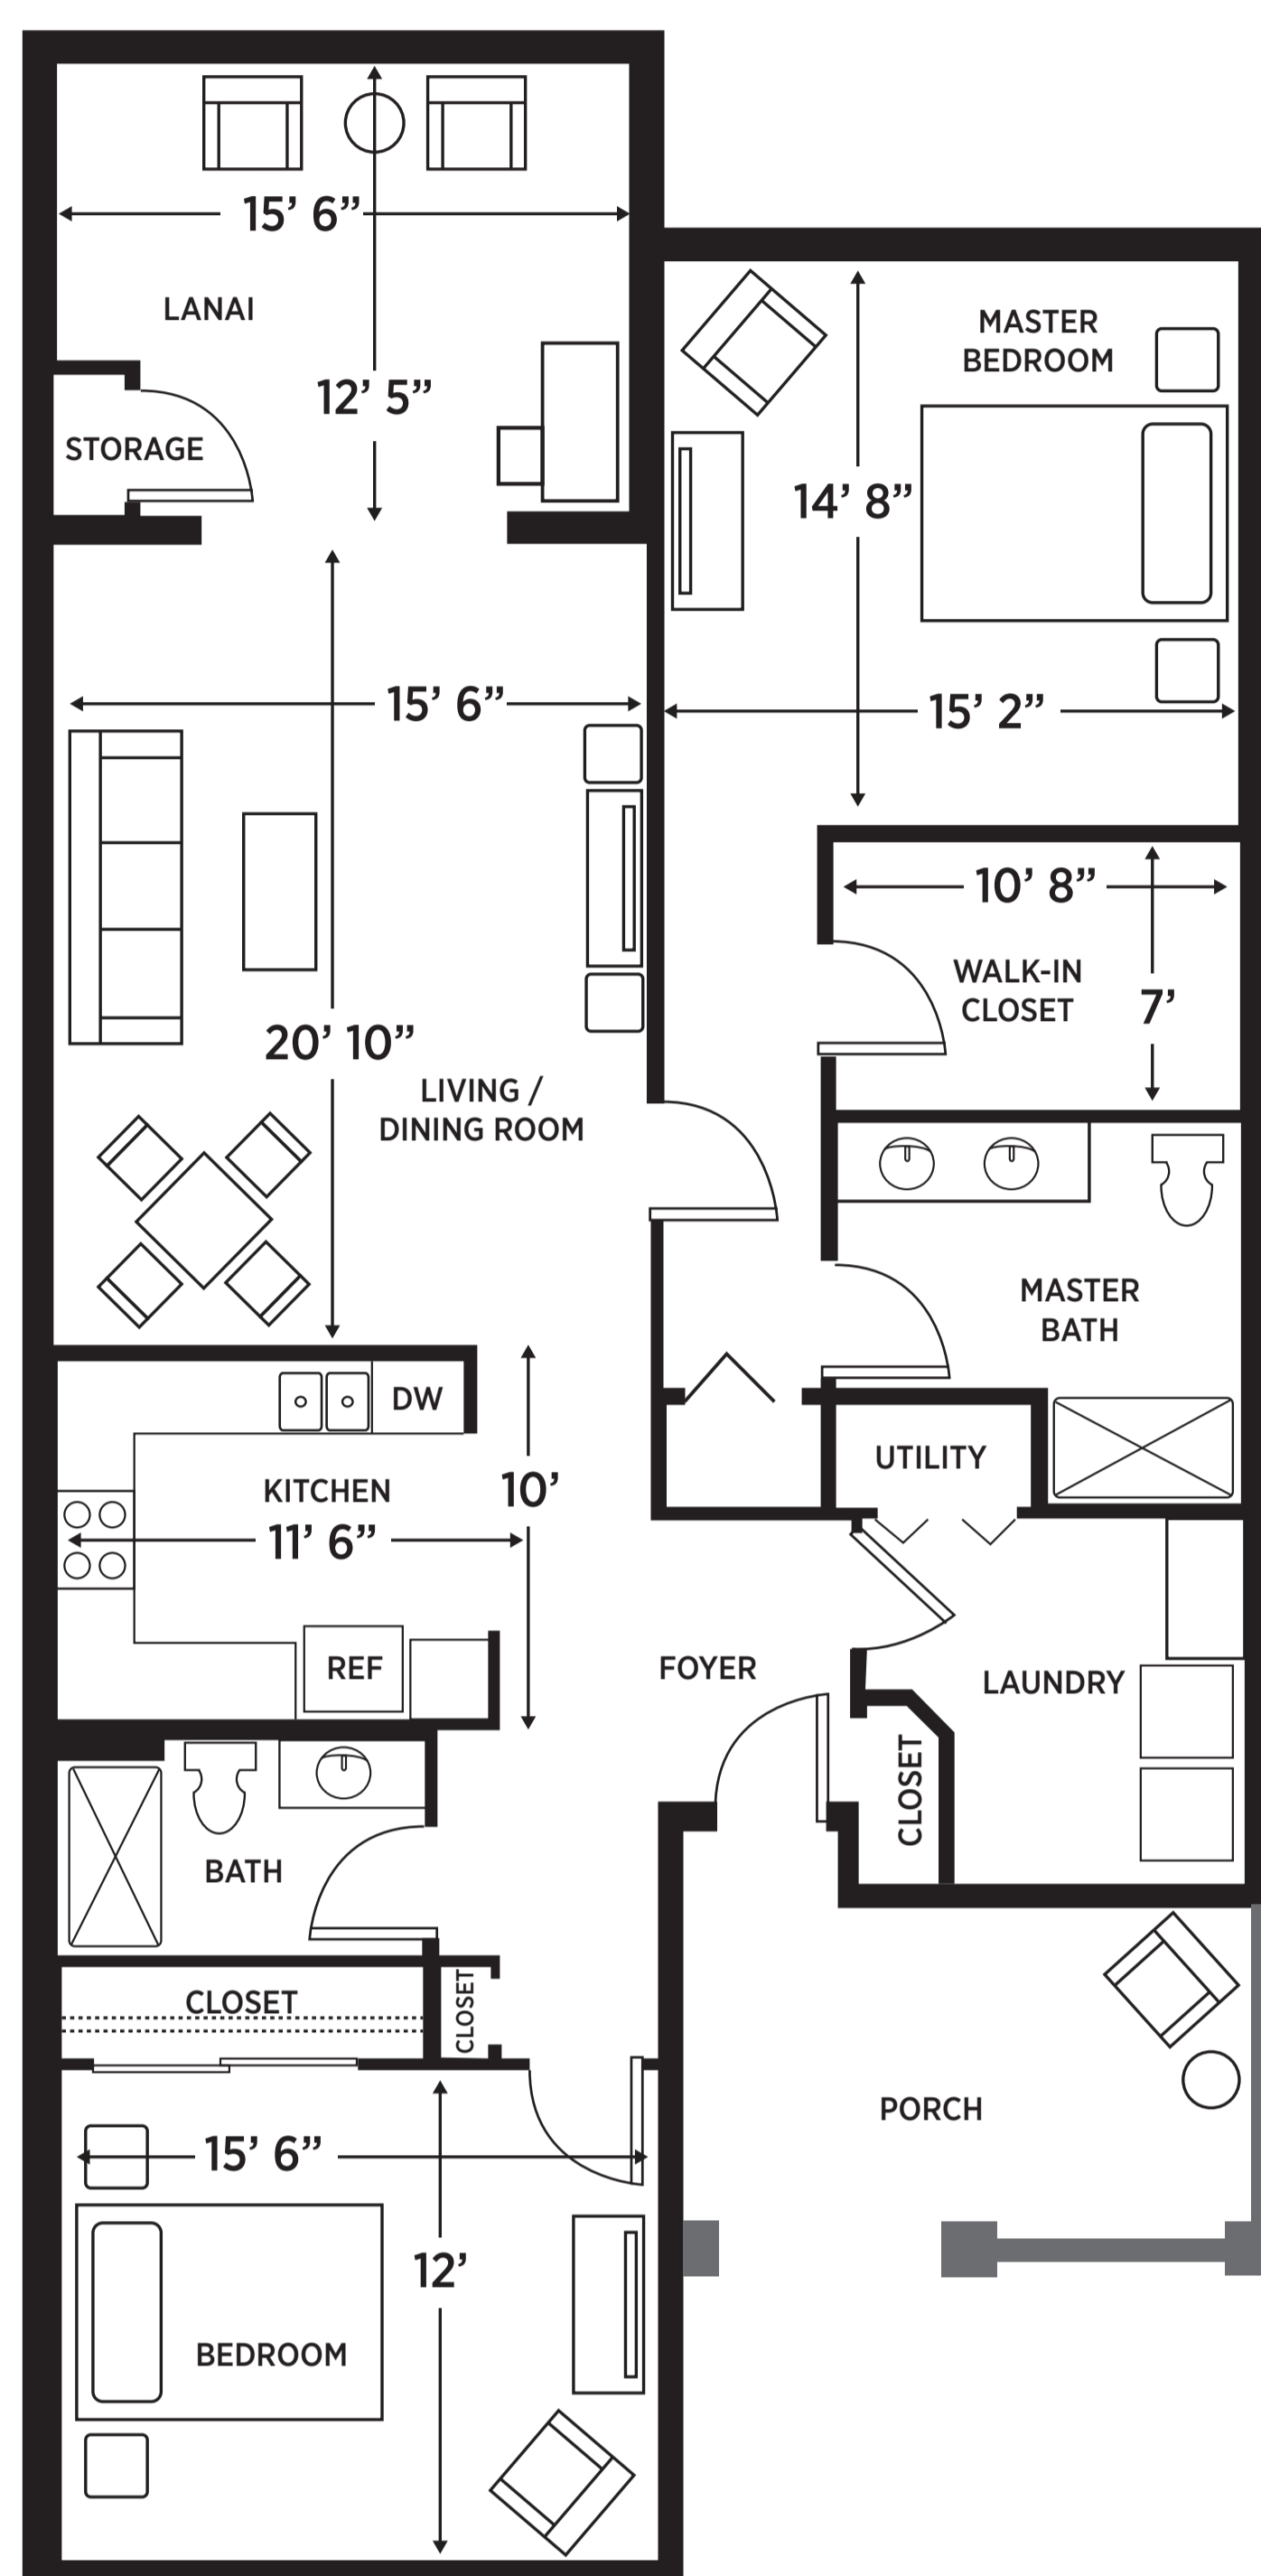 15’ 6”
LANAI
12’ 5”
STORAGE
MASTER
BEDROOM
14’ 8”
15’ 6”
15’ 2”
10’ 8”
WALK-IN
CLOSET
7’
20’ 10”
LIVING /
DINING ROOM
MASTER
BATH
DW
KITCHEN
10’
11’ 6”
UTILITY
REF
FOYER
LAUNDRY
CLOSET
BATH
CLOSET
CLOSET
PORCH
15’ 6”
12’
BEDROOM